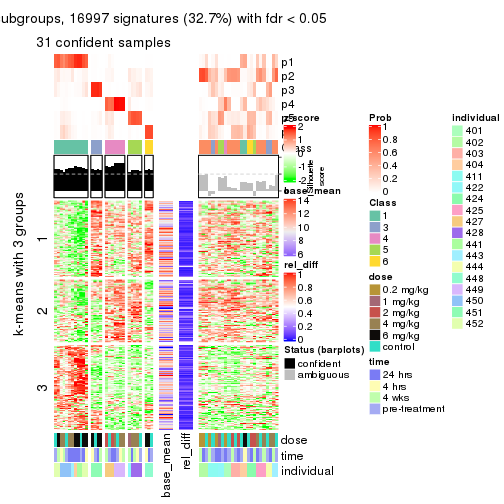 ubgroups, 16997 signatures (32.7%) with fdr < 0.05
31 confident samples
p1
p2
p3
p4
p5
k-means with 3 groups
1
2
3
z-score
2
1
0
-1
-2
Silhouette
score
base_mean
14
12
10
8
6
rel_diff
1
0.8
0.6
0.4
0.2
0
Status (barplots)
confident
ambiguous
dose
time
individual
base_mean
rel_diff
Prob
1
0.8
0.6
0.4
0.2
0
Class
1
3
4
5
6
dose
0.2 mg/kg
1 mg/kg
2 mg/kg
4 mg/kg
6 mg/kg
control
time
24 hrs
4 hrs
4 wks
pre-treatment
individual
401
402
403
404
411
422
424
425
427
428
441
443
444
448
449
450
451
452